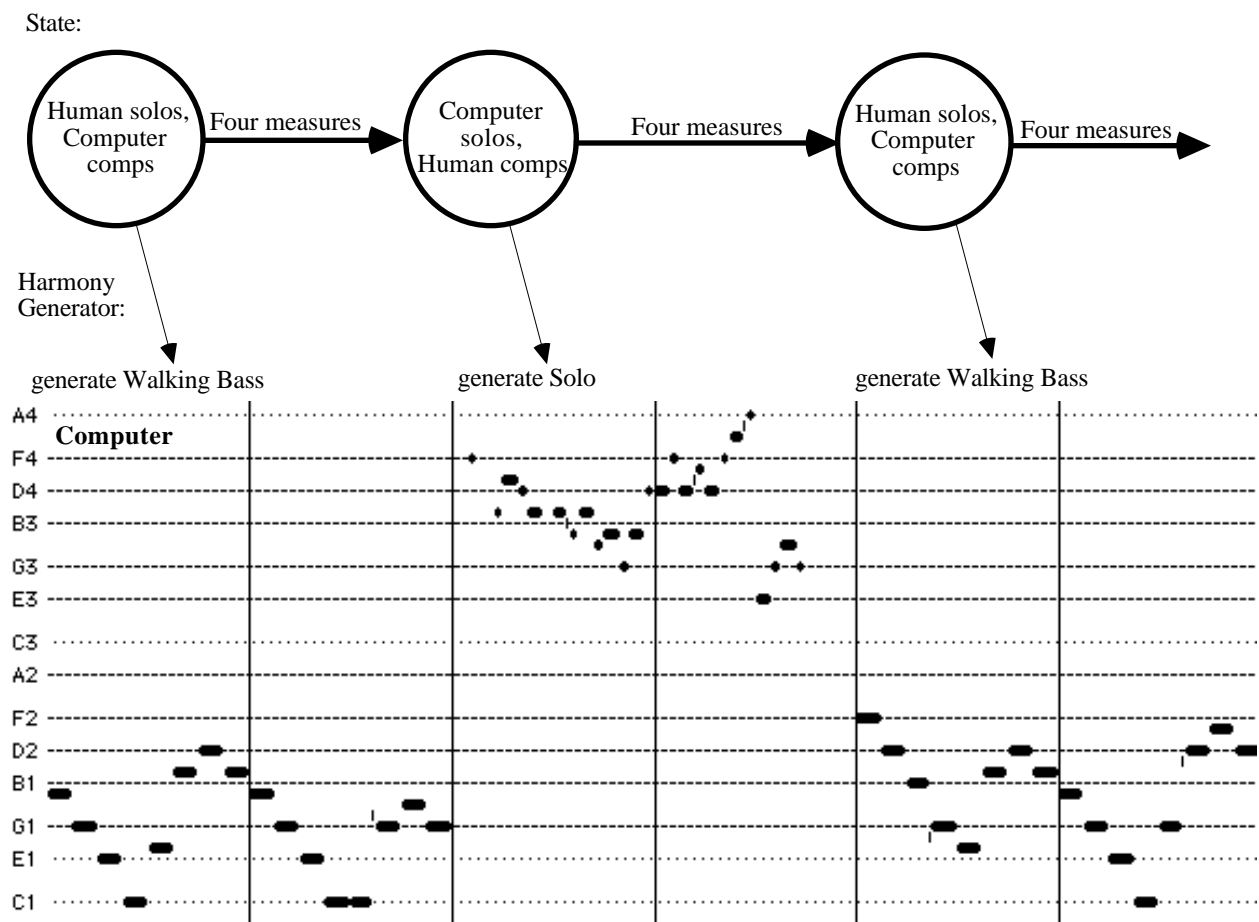 State:
Human solos,
Computer
comps
Four measures
Computer
solos,
Human comps
Four measures
Human solos,
Computer
comps
Four measures
Harmony
Generator:
generate Walking Bass
generate Solo
generate Walking Bass
A4
Computer
F4
D4
B3
G3
E3
C3
A2
F2
D2
B1
G1
E1
C1